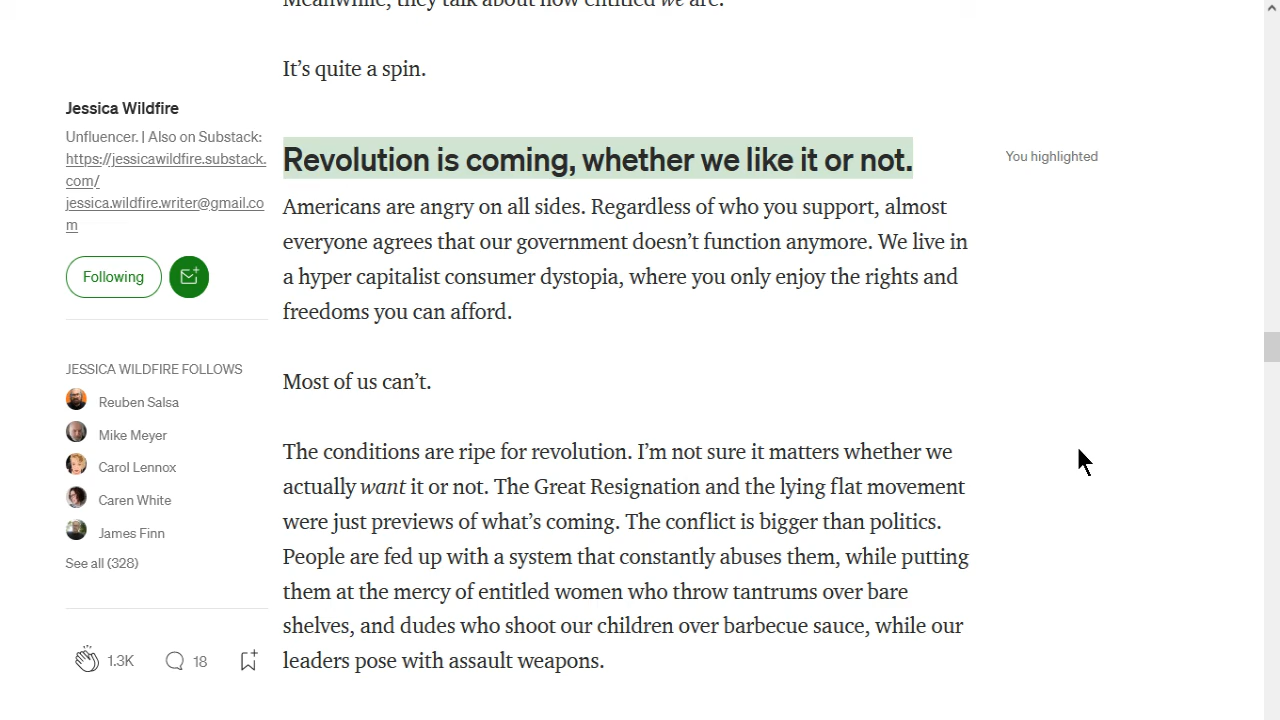 Meanwhile, they talk about how entitled we are.
It's quite a spin.
Jessica Wildfire
Unfluencer. | Also on Substack:
https://jessicawildfire.substack.
com/
jessica.wildfire.writer@gmail.co
m
Following
JESSICA WILDFIRE FOLLOWS
Reuben Salsa
Mike Meyer
Carol Lennox
Caren White
James Finn
See all (328)
1.3K
18
Revolution is coming, whether we like it or not.
You highlighted
Americans are angry on all sides. Regardless of who you support, almost
everyone agrees that our government doesn't function anymore. We live in
a hyper capitalist consumer dystopia, where you only enjoy the rights and
freedoms you can afford.
Most of us can't.
The conditions are ripe for revolution. I'm not sure it matters whether we
actually want it or not. The Great Resignation and the lying flat movement
were just previews of what's coming. The conflict is bigger than politics.
People are fed up with a system that constantly abuses them, while putting
them at the mercy of entitled women who throw tantrums over bare
shelves, and dudes who shoot our children over barbecue sauce, while our
leaders pose with assault weapons.